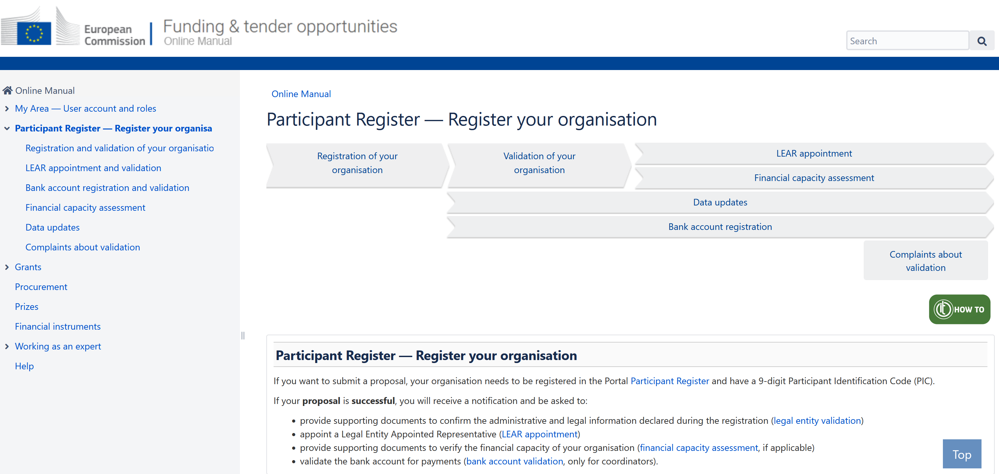 European
Commission
Funding & tender opportunities
Online Manual
Search
Online Manual
My Area — User account and roles
Participant Register — Register your organisa
Registration and validation of your organisatio
LEAR appointment and validation
Bank account registration and validation
Financial capacity assessment
Data updates
Complaints about validation
Grants
Procurement
Prizes
Financial instruments
Working as an expert
Help
Online Manual
Participant Register — Register your organisation
Registration of your
organisation
Validation of your
organisation
LEAR appointment
Financial capacity assessment
Data updates
Bank account registration
Complaints about
validation
it HOW TO
Participant Register — Register your organisation
If you want to submit a proposal, your organisation needs to be registered in the Portal Participant Register and have a 9-digit Participant Identification Code (PIC).
If your proposal is successful, you will receive a notification and be asked to:
• provide supporting documents to confirm the administrative and legal information declared during the registration (legal entity validation)
• appoint a Legal Entity Appointed Representative (LEAR appointment)
• provide supporting documents to verify the financial capacity of your organisation (financial capacity assessment, if applicable)
• validate the bank account for payments (bank account validation, only for coordinators).
Top